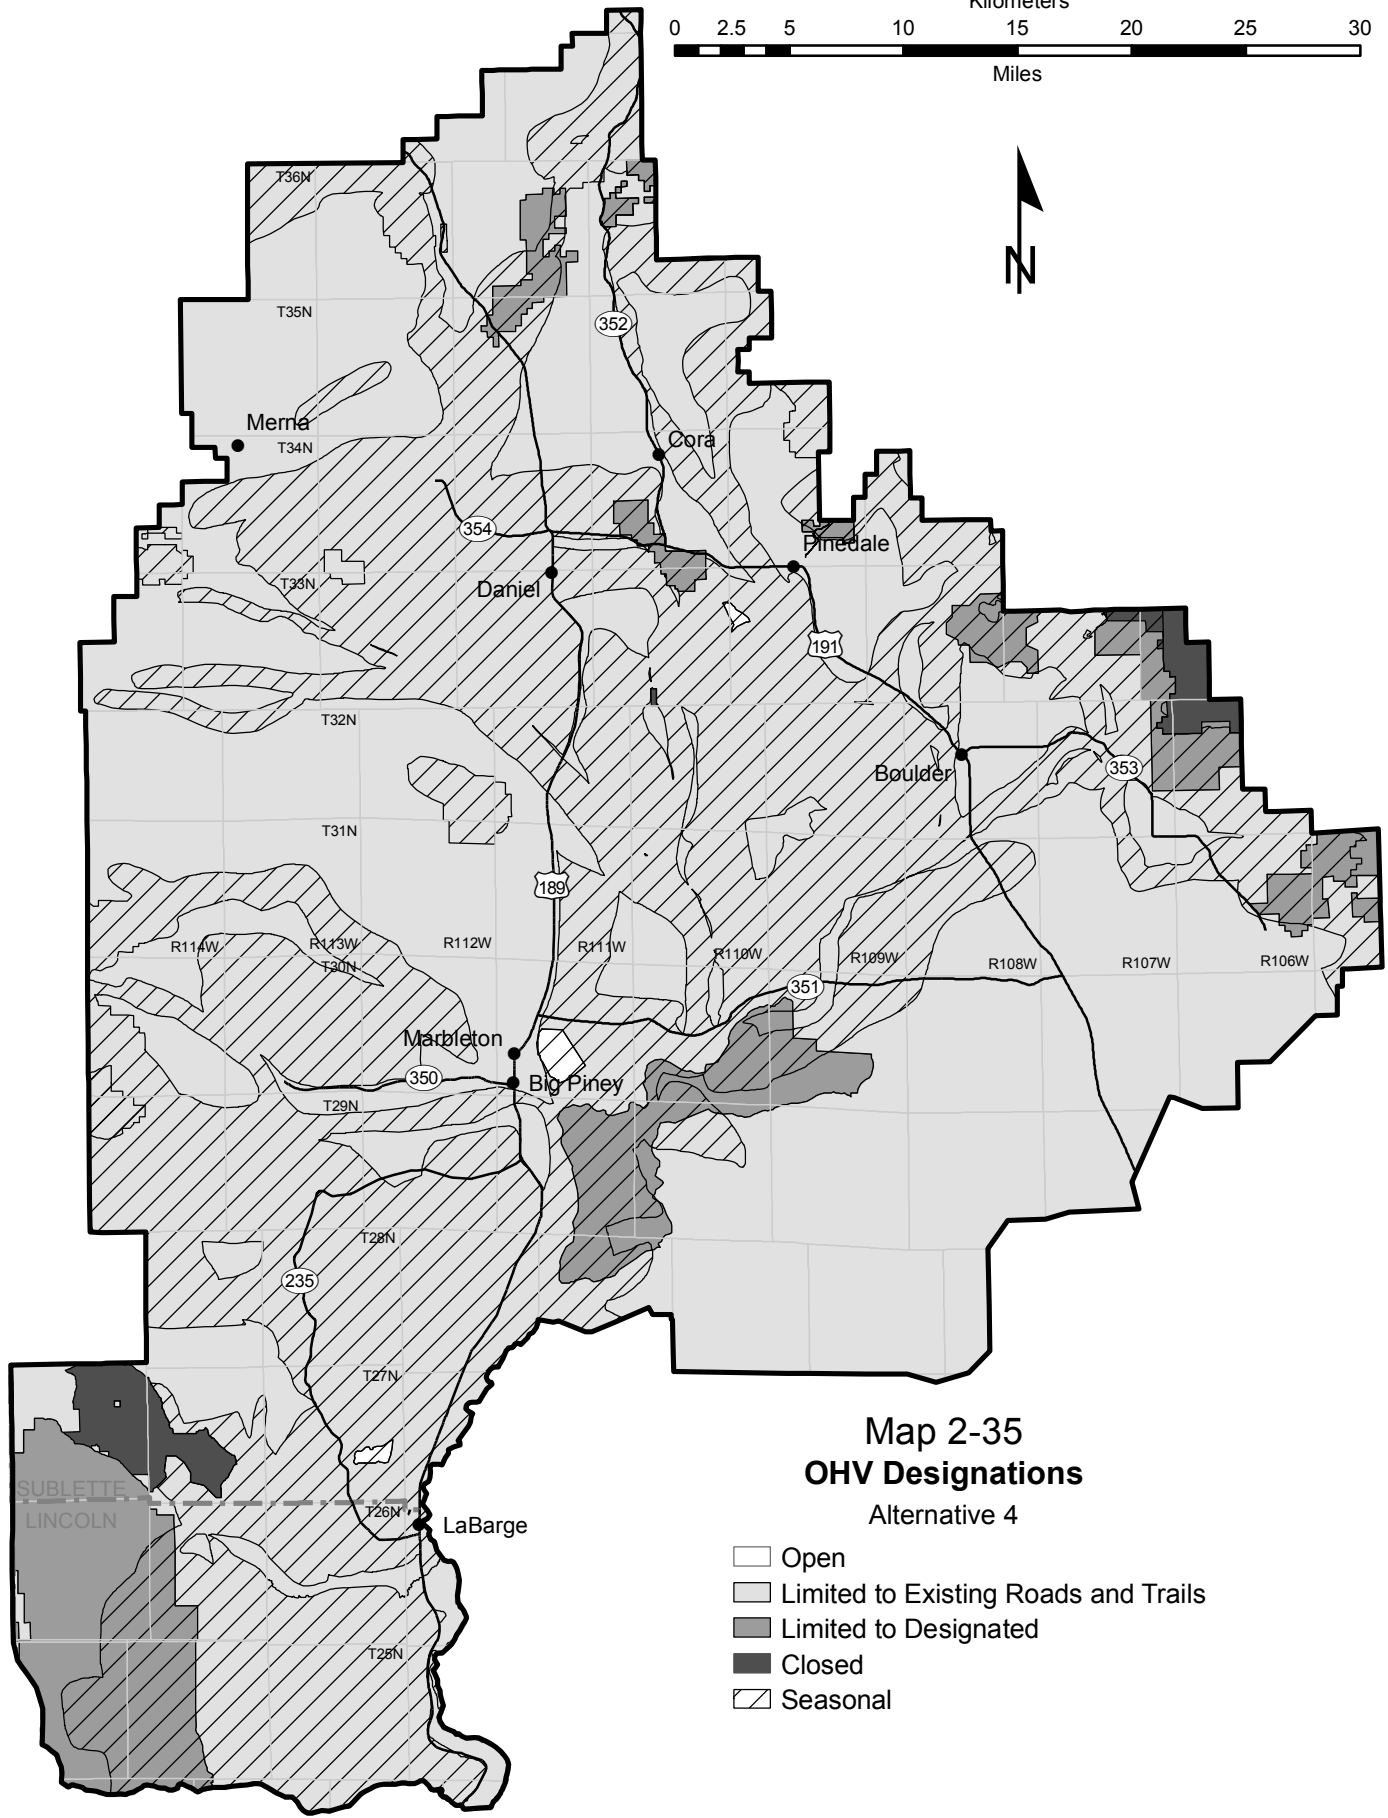 Kilometers
0 2.5 5 10 15 20 25 30
Miles
N
T36N
T35N
352
Merna
T34N
Cora
354
Pinedale
Daniel
T33N
191
T32N
Boulder
353
T31N
189
R114W R113W R112W R111W R110W R109W R108W R107W R106W
T30N
351
Marbleton
350
Big Piney
T29N
T28N
235
T27N
SUBLETTE
LINCOLN
T26N
LaBarge
T25N
Map 2-35
OHV Designations
Alternative 4
Open
Limited to Existing Roads and Trails
Limited to Designated
Closed
Seasonal